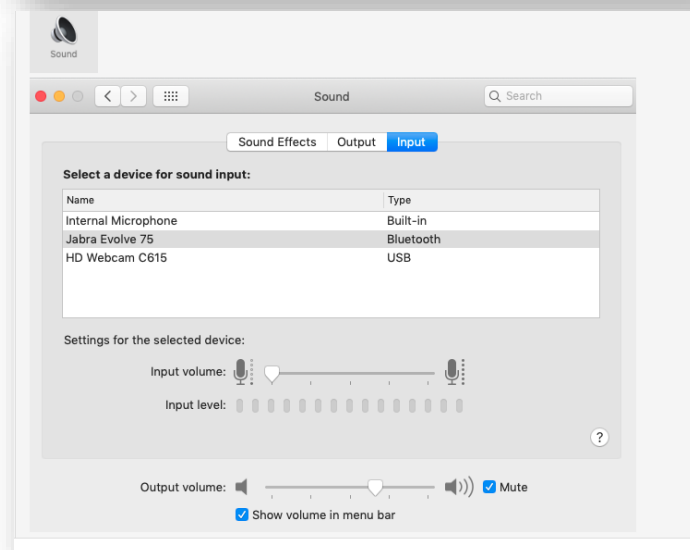 Sound
Sound
Search
Sound Effects Output Input
Select a device for sound input:
Name Type
Internal Microphone Built-in
Jabra Evolve 75 Bluetooth
HD Webcam C615 USB
Settings for the selected device:
Input volume:
Input level:
?
Output volume: Mute
Show volume in menu bar